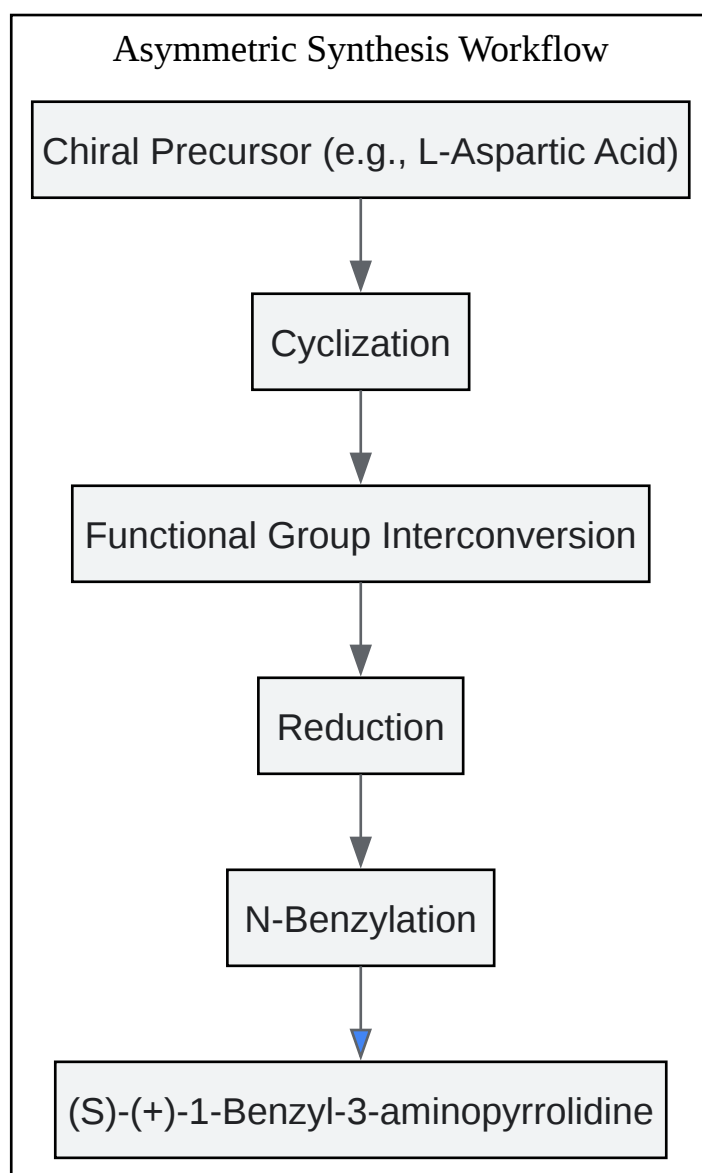 Asymmetric Synthesis Workflow
Chiral Precursor (e.g., L-Aspartic Acid)
Cyclization
Functional Group Interconversion
Reduction
N-Benzylation
(S)-(+)-1-Benzyl-3-aminopyrrolidine